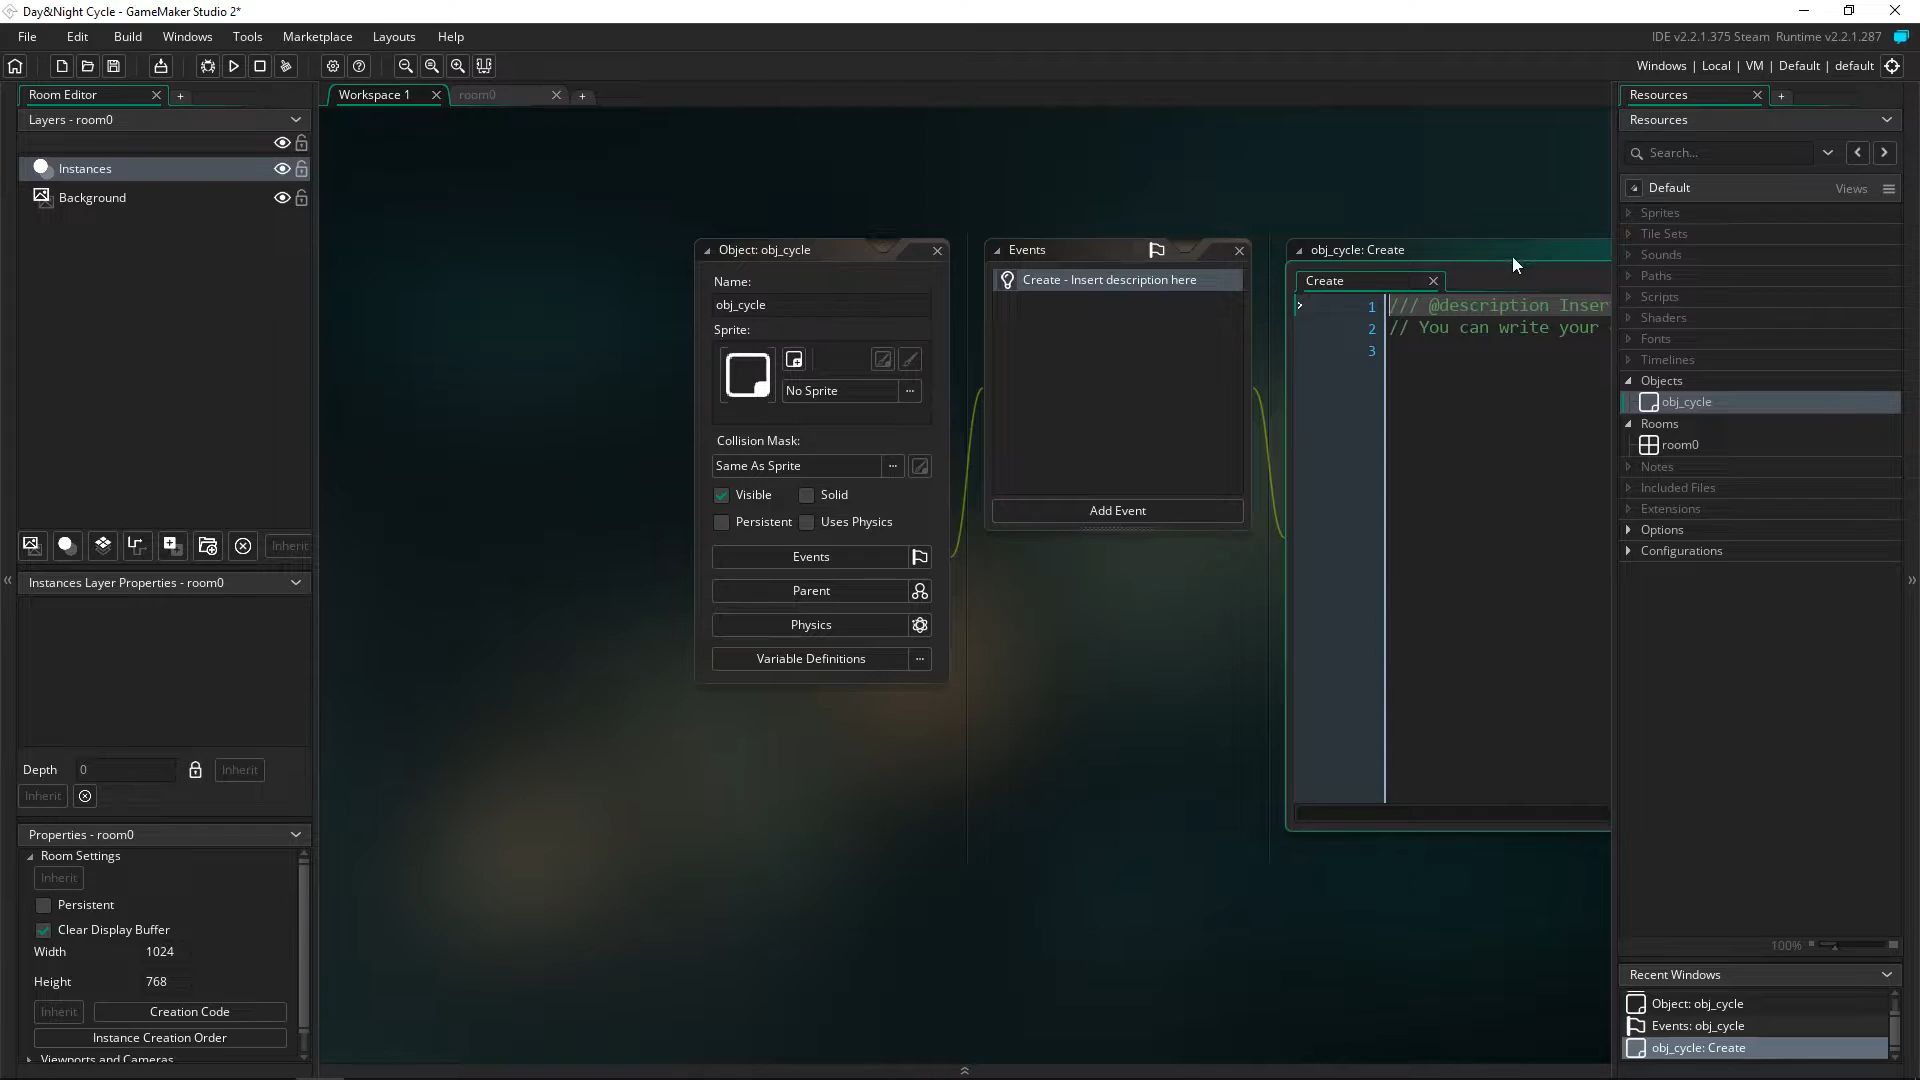 Day&Night Cycle - GameMaker Studio 2*
File Edit Build Windows Tools Marketplace Layouts Help
IDE v2.2.1.375 Steam Runtime v2.2.1.287
Windows | Local | VM | Default | default
Room Editor
Layers - room0
Instances
Background
Inherit
Instances Layer Properties - room0
Depth 0 Inherit
Inherit
Properties - room0
Room Settings
Inherit
Persistent
Clear Display Buffer
Width 1024
Height 768
Inherit Creation Code
Instance Creation Order
Viewports and Cameras
Workspace 1 room0
Object: obj_cycle
Name:
obj_cycle
Sprite:
No Sprite
Collision Mask:
Same As Sprite
Visible Solid
Persistent Uses Physics
Events
Parent
Physics
Variable Definitions
Events
Create - Insert description here
Add Event
obj_cycle: Create
Create
1 /// @description Inser
2 // You can write your
3
Resources
Resources
Search...
Default Views
Sprites
Tile Sets
Sounds
Paths
Scripts
Shaders
Fonts
Timelines
Objects
obj_cycle
Rooms
room0
Notes
Included Files
Extensions
Options
Configurations
100%
Recent Windows
Object: obj_cycle
Events: obj_cycle
obj_cycle: Create